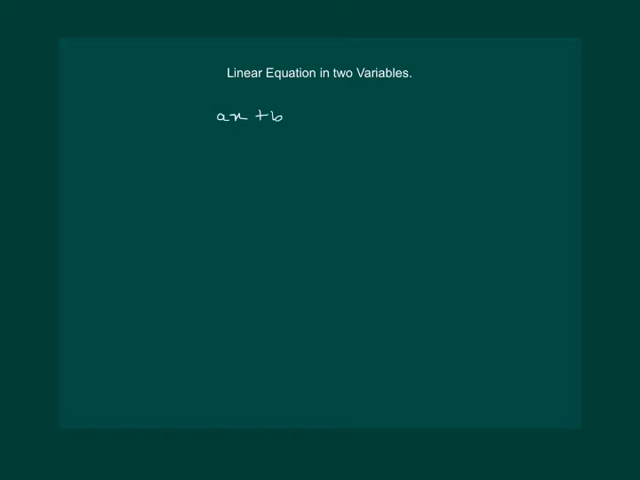 Linear Equation in two Variables.
ax + b